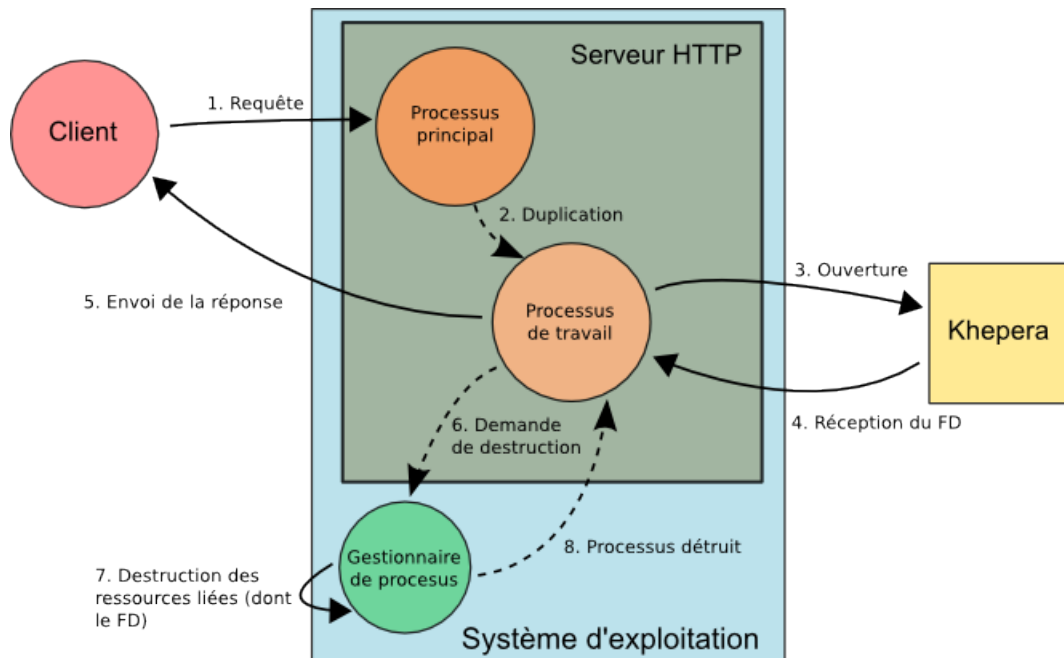 Serveur HTTP
Client
1. Requête
Processus
principal
2. Duplication
3. Ouverture
5. Envoi de la réponse
Processus
de travail
Khepera
4. Réception du FD
6. Demande
de destruction
Gestionnaire
de procesus
8. Processus détruit
7. Destruction des
ressources liées (dont
le FD)
Système d'exploitation